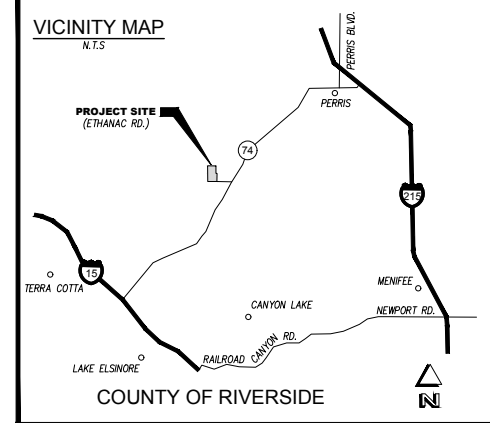 VICINITY MAP
N.T.S
PERRIS BLVD.
PERRIS
PROJECT SITE
(ETHANAC RD.)
74
215
15
TERRA COTTA
CANYON LAKE
MENIFEE
NEWPORT RD.
RAILROAD CANYON RD.
LAKE ELSINORE
COUNTY OF RIVERSIDE
N